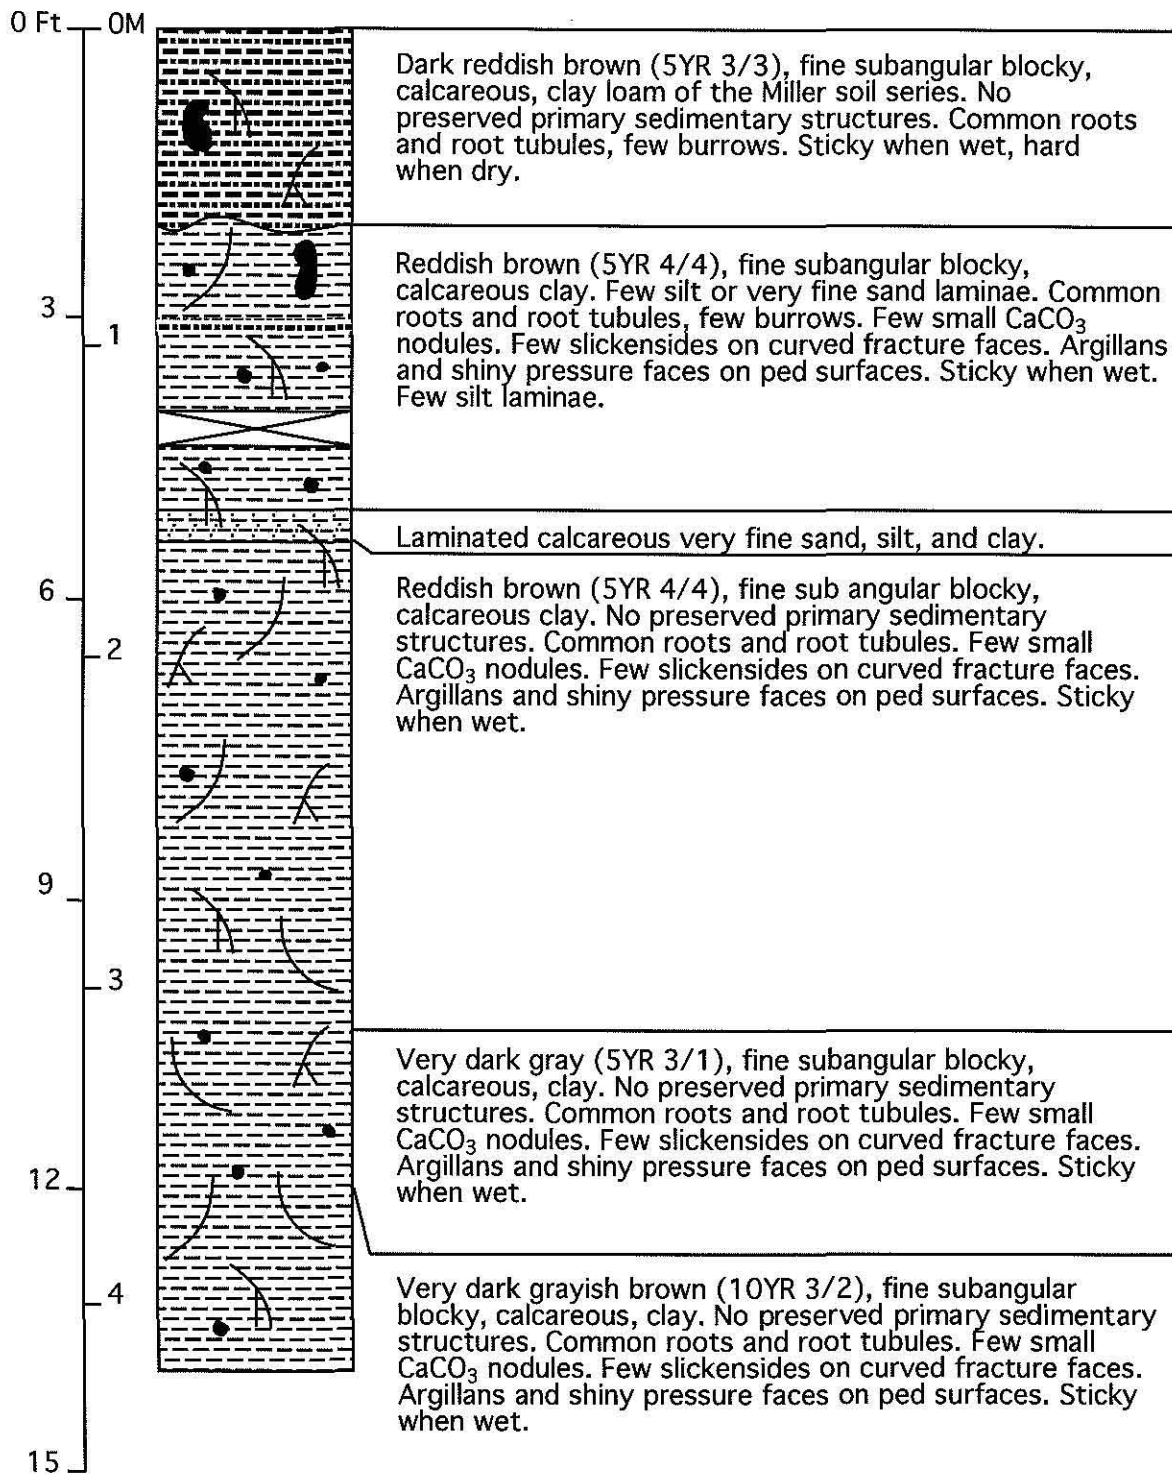 0 Ft
0M
Dark reddish brown (5YR 3/3), fine subangular blocky,
calcareous, clay loam of the Miller soil series. No
preserved primary sedimentary structures. Common roots
and root tubules, few burrows. Sticky when wet, hard
when dry.
Reddish brown (5YR 4/4), fine subangular blocky,
calcareous clay. Few silt or very fine sand laminae. Common
roots and root tubules, few burrows. Few small CaCO₃
nodules. Few slickensides on curved fracture faces. Argillans
and shiny pressure faces on ped surfaces. Sticky when wet.
Few silt laminae.
3
1
Laminated calcareous very fine sand, silt, and clay.
Reddish brown (5YR 4/4), fine sub angular blocky,
calcareous clay. No preserved primary sedimentary
structures. Common roots and root tubules. Few small
CaCO₃ nodules. Few slickensides on curved fracture faces.
Argillans and shiny pressure faces on ped surfaces. Sticky
when wet.
6
2
9
3
Very dark gray (5YR 3/1), fine subangular blocky,
calcareous, clay. No preserved primary sedimentary
structures. Common roots and root tubules. Few small
CaCO₃ nodules. Few slickensides on curved fracture faces.
Argillans and shiny pressure faces on ped surfaces. Sticky
when wet.
12
4
Very dark grayish brown (10YR 3/2), fine subangular
blocky, calcareous, clay. No preserved primary sedimentary
structures. Common roots and root tubules. Few small
CaCO₃ nodules. Few slickensides on curved fracture faces.
Argillans and shiny pressure faces on ped surfaces. Sticky
when wet.
15